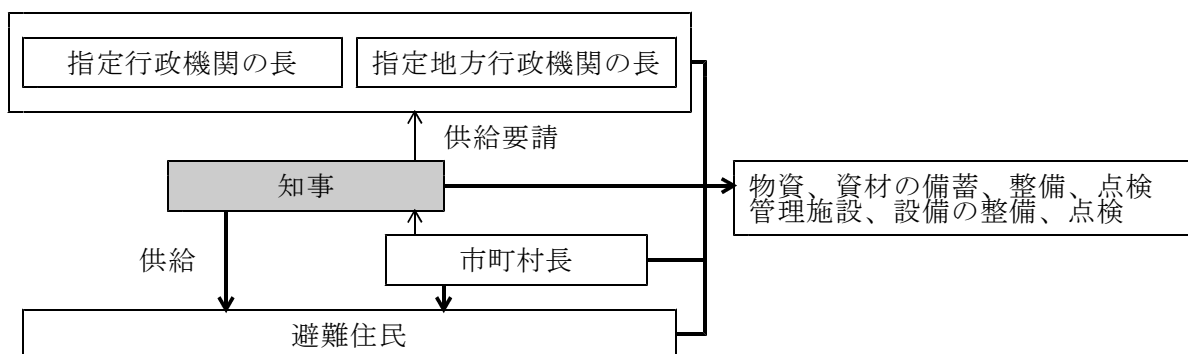 指定行政機関の長
指定地方行政機関の長
供給要請
知事
物資、資材の備蓄、整備、点検
管理施設、設備の整備、点検
市町村長
供給
避難住民